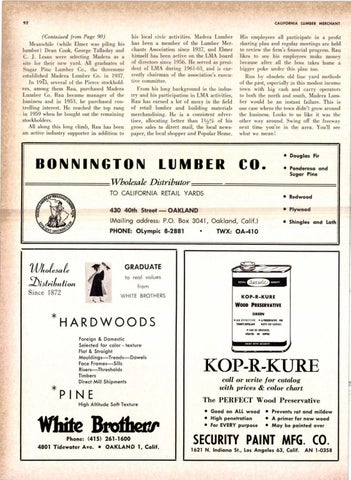 92
CALIFORNIA LUMBER MERCHANT
(Continued from Page 90)
Meanwhile (while Elmer was piling his
lumber) Dean Cook, George Talladay and
C. J. Jeans were selecting Madera as a
site for their new yard. All graduates of
Sugar Pine Lumber Co., the threesome
established Madera Lumber Co. in 1937.
In 1943, several of the Pierce stockhold-
ers, among them Rau, purchased Madera
Lumber Co. Rau became manager of the
business and in 1953, he purchased con-
trolling interest. He reached the top rung
in 1959 when he bought out the remaining
stockholders.
All along this long climb, Rau has been
an active industry supporter in addition to
his local civic activities. Madera Lumber
has been a member of the Lumber Mer-
chants Association since 1937, and Rau
himself has been active on the LMA board
of directors since 1956. He served as presi-
dent of LMA during 1961-63, and is cur-
rently chairman of the association's execu-
tive committee.
From his long background in the indus-
try and his participation in its activities,
Rau has earned a lot of money in the field
of retail lumber and building materials
merchandising. He is a consistent adver-
tiser, allocating better than 1½% of his
gross sales to direct mail, the local news-
paper, the local shopper and Popular Home.
His employees all participate in a profit
sharing plan and regular meetings are held
to review the firm's financial program. Rau
likes to see his employees make money
because after all the boss takes home a
bigger poke under this plan too.
Run by obsolete old line yard methods
of the past, especially in this modest income
town with big cash and carry operators
to both the north and south, Madera Lum-
ber would be an instant failure. This is
one case where the town didn't grow around
the business. Looks to us like it was the
other way around. Swing off the freeway
next time you're in the area. You'll see
what we mean!
BONNINGTON LUMBER CO.
Wholesale Distributor
TO CALIFORNIA RETAIL YARDS
430 40th Street — OAKLAND
(Mailing address: P.O. Box 3041, Oakland, Calif.)
PHONE: OLympic 8-2881 • TWX: OA-410
• Douglas Fir
• Ponderosa and
Sugar Pine
• Redwood
• Plywood
• Shingles and Lath
Wholesale
Distribution
Since 1872
GRADUATE
to real values
from
WHITE BROTHERS
*HARDWOODS
Foreign & Domestic
Selected for color - texture
Flat & Straight
Mouldings—Treads—Dowels
Face Frames—Sills
Risers—Thresholds
Timbers
Direct Mill Shipments
*PINE
High Altitude Soft Texture
White Brothers
Phone: (415) 261-1600
4801 Tidewater Ave. • OAKLAND 1, Calif.
classic
KOP-R-KURE
WOOD PRESERVATIVE
GREEN
KOP-R-KURE
call or write for catalog
with prices & color chart
The PERFECT Wood Preservative
• Good on ALL wood
• High penetration
• For EVERY purpose
• Prevents rot and mildew
• A primer for new wood
• May be painted over
SECURITY PAINT MFG. CO.
1621 N. Indiana St., Los Angeles 63, Calif. AN 1-0358